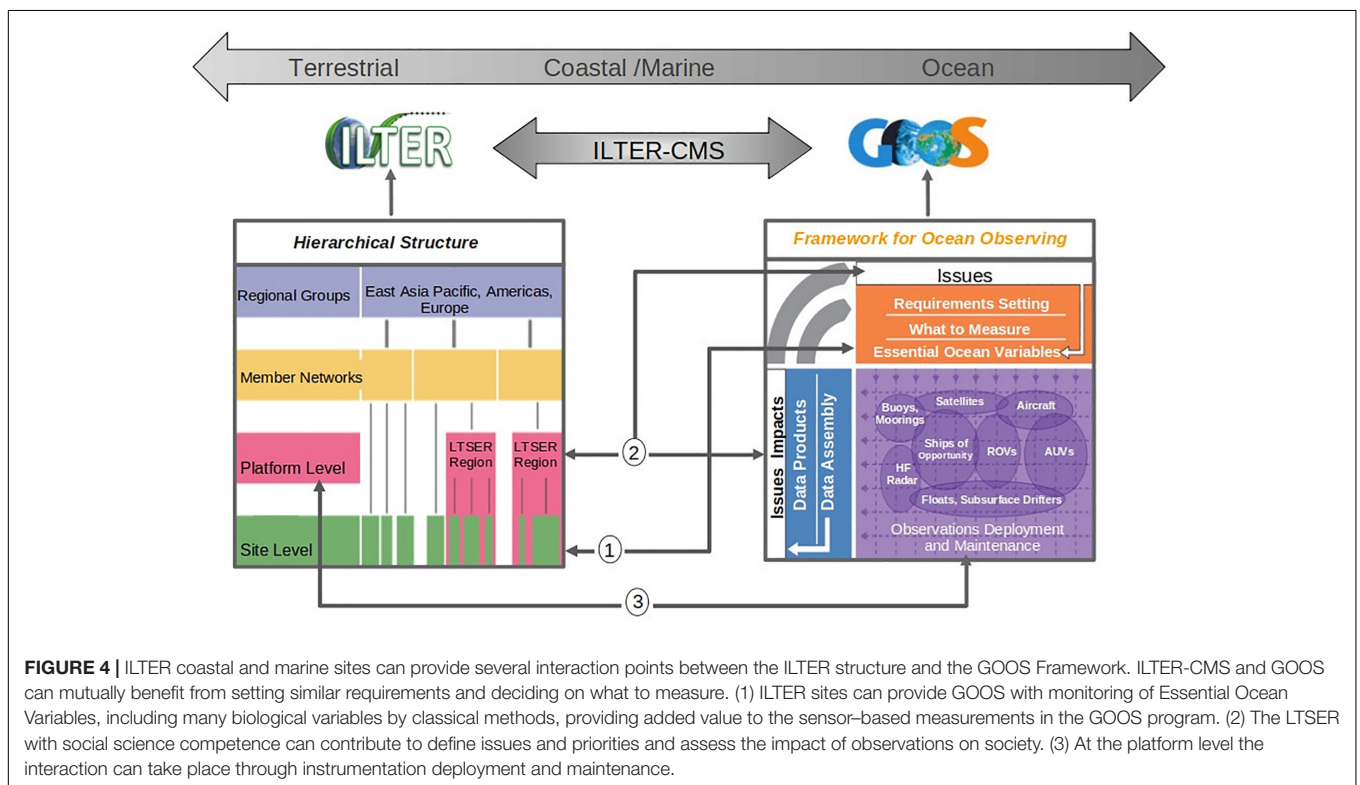 Terrestrial
Coastal /Marine
Ocean
ILTER
ILTER-CMS
GOOS
Hierarchical Structure
Regional Groups
East Asia Pacific, Americas,
Europe
Member Networks
Platform Level
LTSER
Region
LTSER
Region
Site Level
Framework for Ocean Observing
Issues
Requirements Setting
What to Measure
Essential Ocean Variables
Issues Impacts
Data Products
Data Assembly
Buoys,
Moorings
Satellites
Aircraft
Ships of
Opportunity
ROVs
AUVs
HF
Radar
Floats, Subsurface Drifters
Observations Deployment
and Maintenance
2
1
3
FIGURE 4 | ILTER coastal and marine sites can provide several interaction points between the ILTER structure and the GOOS Framework. ILTER-CMS and GOOS
can mutually benefit from setting similar requirements and deciding on what to measure. (1) ILTER sites can provide GOOS with monitoring of Essential Ocean
Variables, including many biological variables by classical methods, providing added value to the sensor–based measurements in the GOOS program. (2) The LTSER
with social science competence can contribute to define issues and priorities and assess the impact of observations on society. (3) At the platform level the
interaction can take place through instrumentation deployment and maintenance.